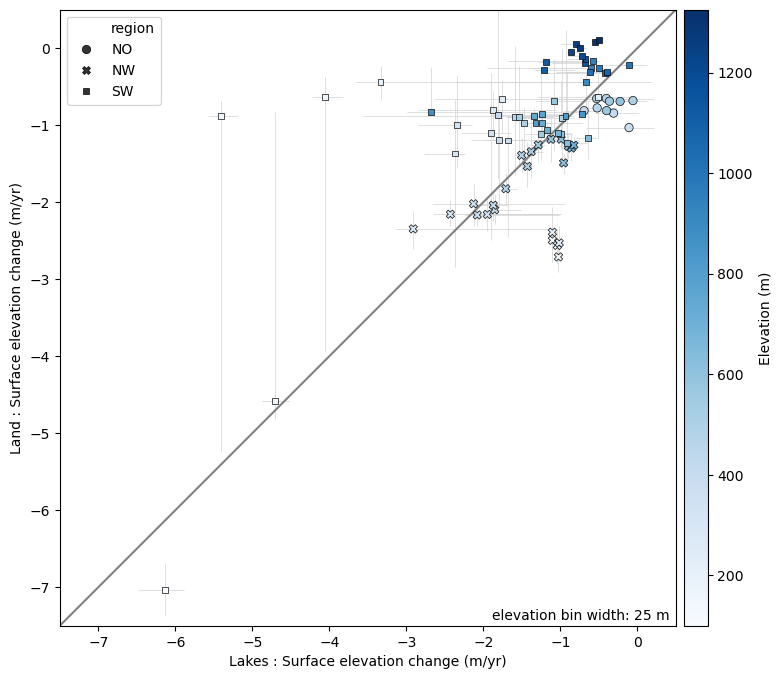 region
NO
NW
SW
0
−1
−2
−3
−4
−5
−6
−7
Land : Surface elevation change (m/yr)
elevation bin width: 25 m
−7
−6
−5
−4
−3
−2
−1
0
Lakes : Surface elevation change (m/yr)
1200
1000
800
600
400
200
Elevation (m)